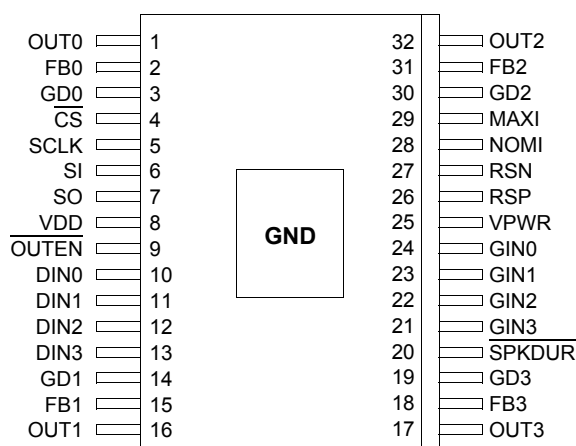 OUT0 1 32 OUT2
FB0 2 31 FB2
GD0 3 30 GD2
C̅S̅ 4 29 MAXI
SCLK 5 28 NOMI
SI 6 27 RSN
SO 7 26 RSP
VDD 8 25 VPWR
O̅U̅T̅E̅N̅ 9 24 GIN0
GND
DIN0 10 23 GIN1
DIN1 11 22 GIN2
DIN2 12 21 GIN3
DIN3 13 20 S̅P̅K̅D̅U̅R̅
GD1 14 19 GD3
FB1 15 18 FB3
OUT1 16 17 OUT3